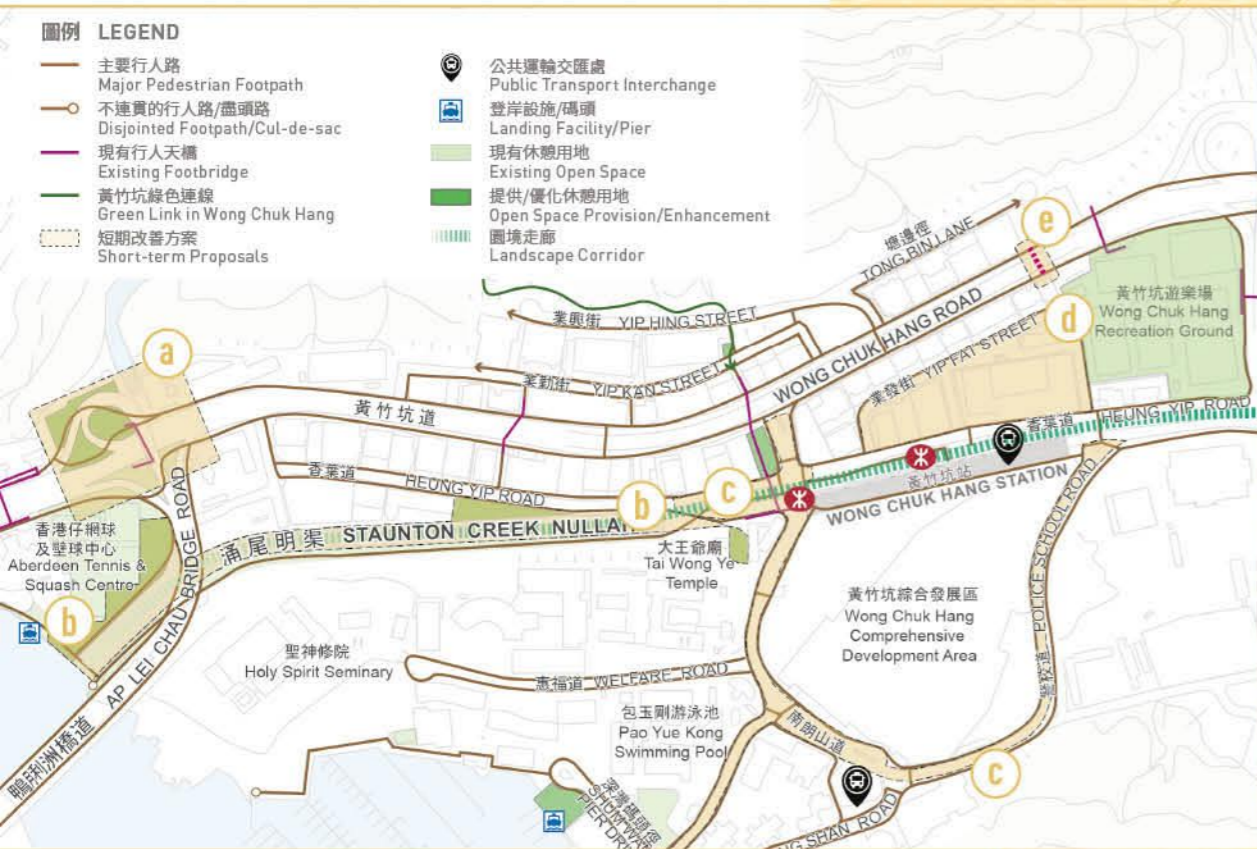 圖例 LEGEND
主要行人路
Major Pedestrian Footpath
不連貫的行人路/盡頭路
Disjointed Footpath/Cul-de-sac
現有行人天橋
Existing Footbridge
黃竹坑綠色連線
Green Link in Wong Chuk Hang
短期改善方案
Short-term Proposals
公共運輸交匯處
Public Transport Interchange
登岸設施/碼頭
Landing Facility/Pier
現有休憩用地
Existing Open Space
提供/優化休憩用地
Open Space Provision/Enhancement
園境走廊
Landscape Corridor
塘邊徑
TONG BIN LANE
e
黃竹坑遊樂場
Wong Chuk Hang
Recreation Ground
d
業興街 YIP HING STREET
WONG CHUK HANG ROAD
業發街 YIP FAT STREET
a
業勤街 YIP KAN STREET
黃竹坑道
香葉道 HEUNG YIP ROAD
香葉道
HEUNG YIP ROAD
黃竹坑站
WONG CHUK HANG STATION
b
c
涌尾明渠 STAUNTON CREEK NULLAH
香港仔網球
及壁球中心
Aberdeen Tennis &
Squash Centre
大王爺廟
Tai Wong Ye
Temple
b
黃竹坑綜合發展區
Wong Chuk Hang
Comprehensive
Development Area
警校道 POLICE SCHOOL ROAD
聖神修院
Holy Spirit Seminary
惠福道 WELFARE ROAD
包玉剛游泳池
Pao Yue Kong
Swimming Pool
南朗山道
c
鴨脷洲橋道 AP LEI CHAU BRIDGE ROAD
深灣碼頭徑
SHUM WAN
PIER DRI
NG SHAN ROAD